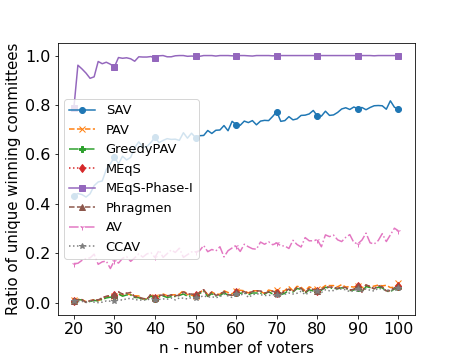 Ratio of unique winning committees
1.0
0.8
0.6
0.4
0.2
0.0
SAV
PAV
GreedyPAV
MEqS
MEqS-Phase-I
Phragmen
AV
CCAV
20 30 40 50 60 70 80 90 100
n - number of voters